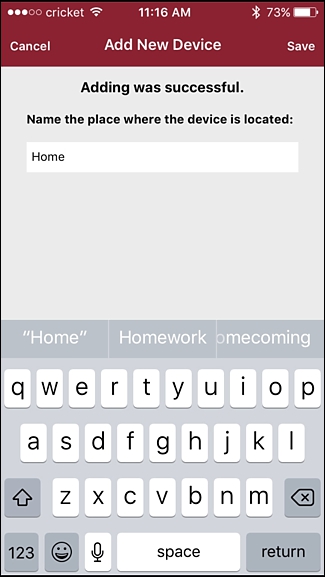 cricket 11:16 AM 73%
Cancel Add New Device Save
Adding was successful.
Name the place where the device is located:
Home
“Home” Homework omecoming
q w e r t y u i o p
a s d f g h j k l
z x c v b n m
123 space return